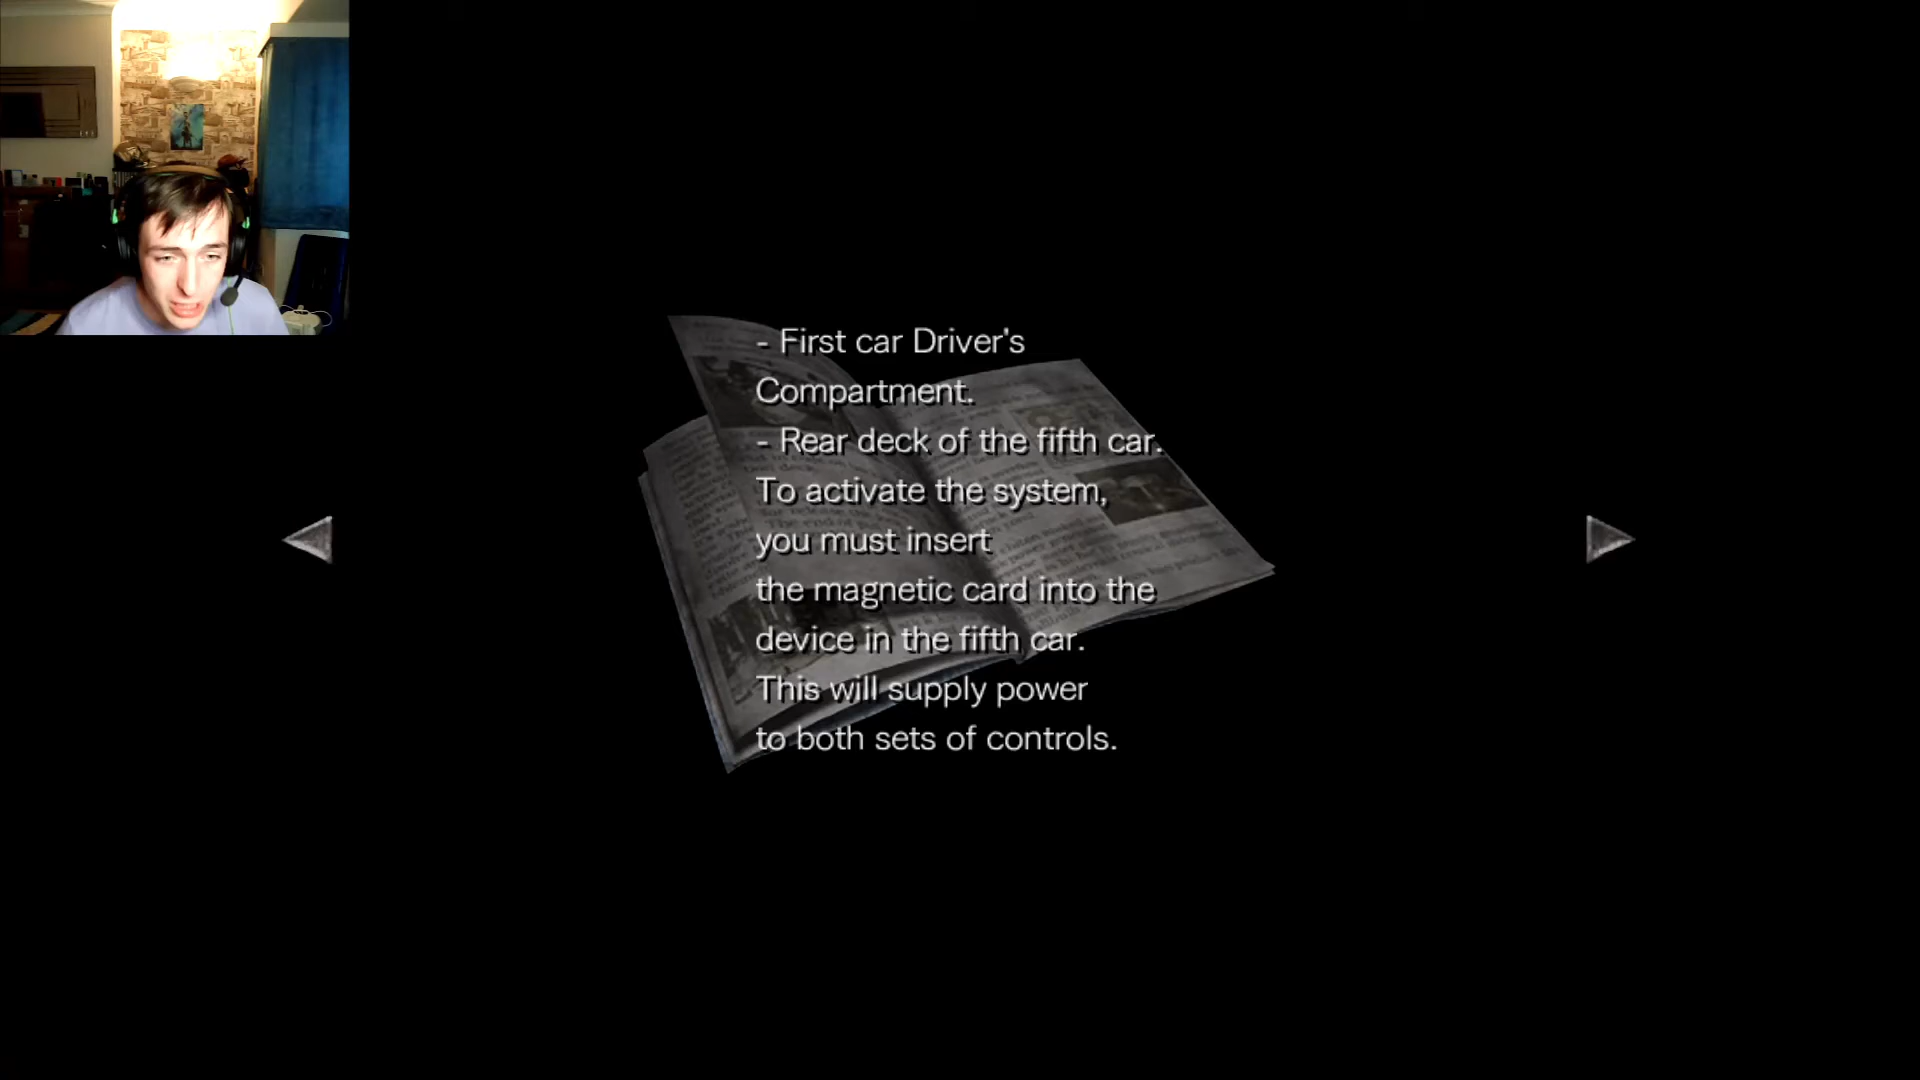 - First car Driver's
Compartment.
- Rear deck of the fifth car.
To activate the system,
you must insert
the magnetic card into the
device in the fifth car.
This will supply power
to both sets of controls.